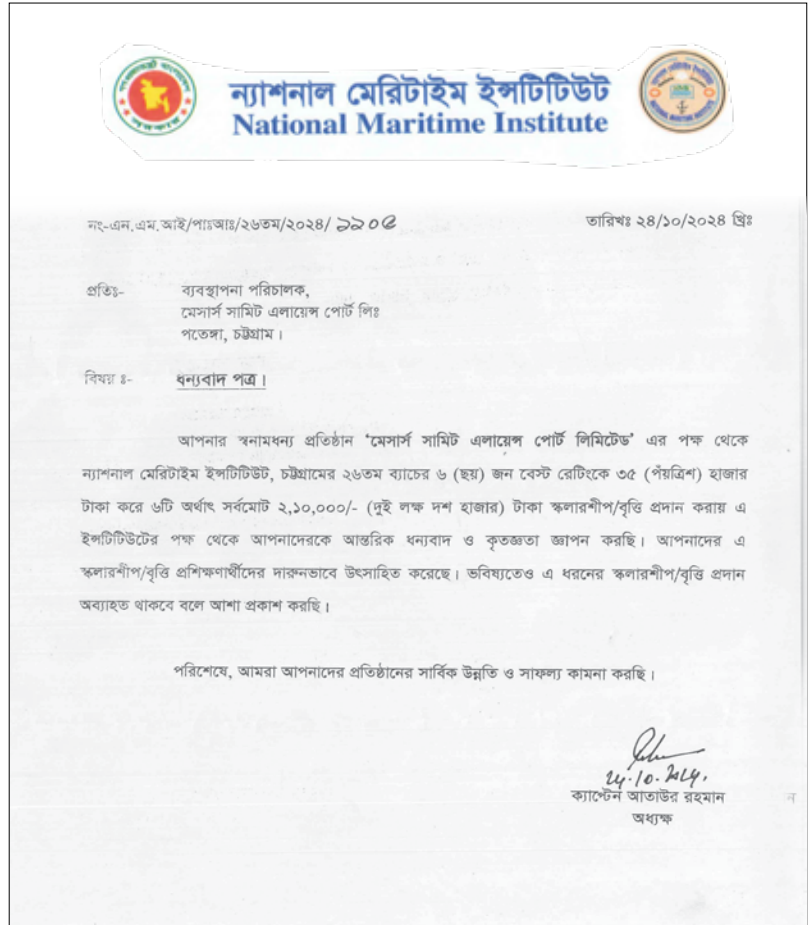 ন্যাশনাল মেরিটাইম ইন্সটিটিউট
National Maritime Institute
নং-এন.এম.আই/পাঃআঃ/২৬তম/২০২৪/ ১১০৫
তারিখঃ ২৪/১০/২০২৪ খ্রিঃ
প্রতিঃ- ব্যবস্থাপনা পরিচালক,
মেসার্স সামিট এলায়েন্স পোর্ট লিঃ
পতেঙ্গা, চট্টগ্রাম।
বিষয় ঃ- ধন্যবাদ পত্র।
আপনার স্বনামধন্য প্রতিষ্ঠান ‘মেসার্স সামিট এলায়েন্স পোর্ট লিমিটেড’ এর পক্ষ থেকে
ন্যাশনাল মেরিটাইম ইন্সটিটিউট, চট্টগ্রামের ২৬তম ব্যাচের ৬ (ছয়) জন বেস্ট রেটিংকে ৩৫ (পঁয়ত্রিশ) হাজার
টাকা করে ৬টি অর্থাৎ সর্বমোট ২,১০,০০০/- (দুই লক্ষ দশ হাজার) টাকা স্কলারশীপ/বৃত্তি প্রদান করায় এ
ইন্সটিটিউটের পক্ষ থেকে আপনাদেরকে আন্তরিক ধন্যবাদ ও কৃতজ্ঞতা জ্ঞাপন করছি। আপনাদের এ
স্কলারশীপ/বৃত্তি প্রশিক্ষণার্থীদের দারুনভাবে উৎসাহিত করেছে। ভবিষ্যতেও এ ধরনের স্কলারশীপ/বৃত্তি প্রদান
অব্যাহত থাকবে বলে আশা প্রকাশ করছি।
পরিশেষে, আমরা আপনাদের প্রতিষ্ঠানের সার্বিক উন্নতি ও সাফল্য কামনা করছি।
24.10.2024.
ক্যাপ্টেন আতাউর রহমান
অধ্যক্ষ